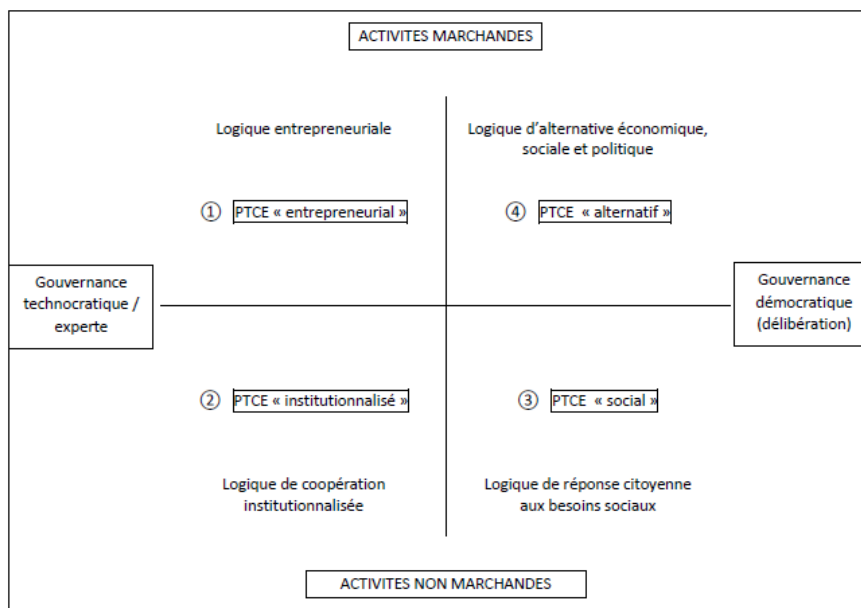 ACTIVITES MARCHANDES
Logique entrepreneuriale
Logique d'alternative économique,
sociale et politique
① PTCE « entrepreneurial »
④ PTCE « alternatif »
Gouvernance
technocratique /
experte
Gouvernance
démocratique
(délibération)
② PTCE « institutionnalisé »
③ PTCE « social »
Logique de coopération
institutionnalisée
Logique de réponse citoyenne
aux besoins sociaux
ACTIVITES NON MARCHANDES